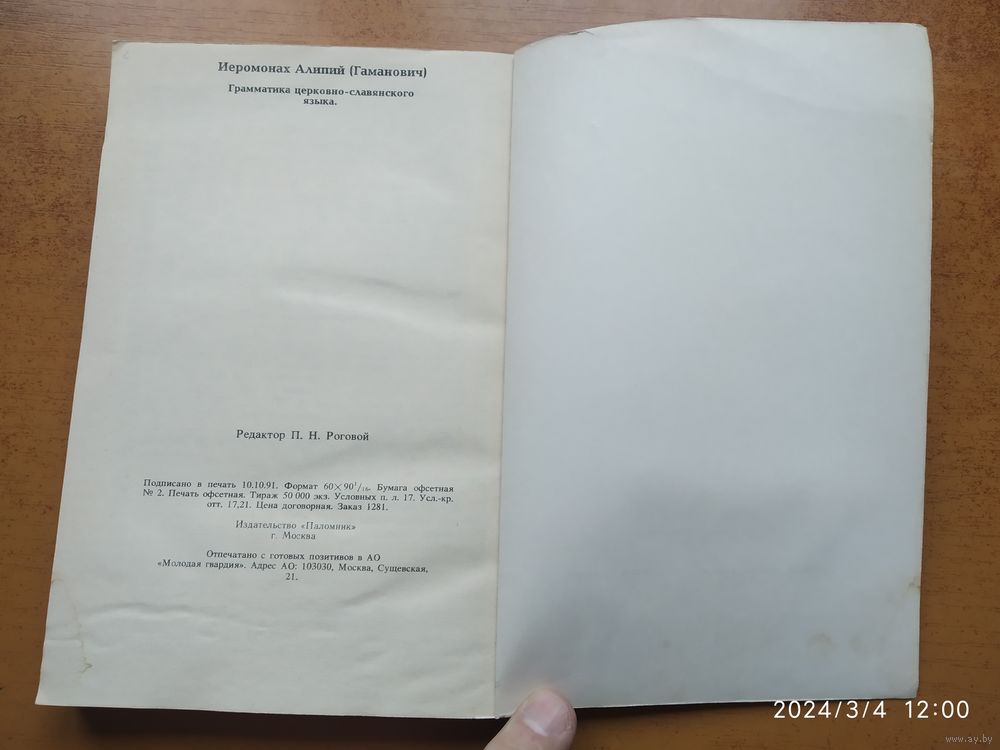 Иеромонах Алипий (Гаманович)
Грамматика церковно-славянского
языка.
Редактор П. Н. Роговой
Подписано в печать 10.10.91. Формат 60×90¹/₁₆. Бумага офсетная
№ 2. Печать офсетная. Тираж 50 000 экз. Условных п. л. 17. Усл.-кр.
отт. 17,21. Цена договорная. Заказ 1281.
Издательство «Паломник»
г. Москва
Отпечатано с готовых позитивов в АО
«Молодая гвардия». Адрес АО: 103030, Москва, Сущевская,
21.
2024/3/4 12:00
www.ay.by